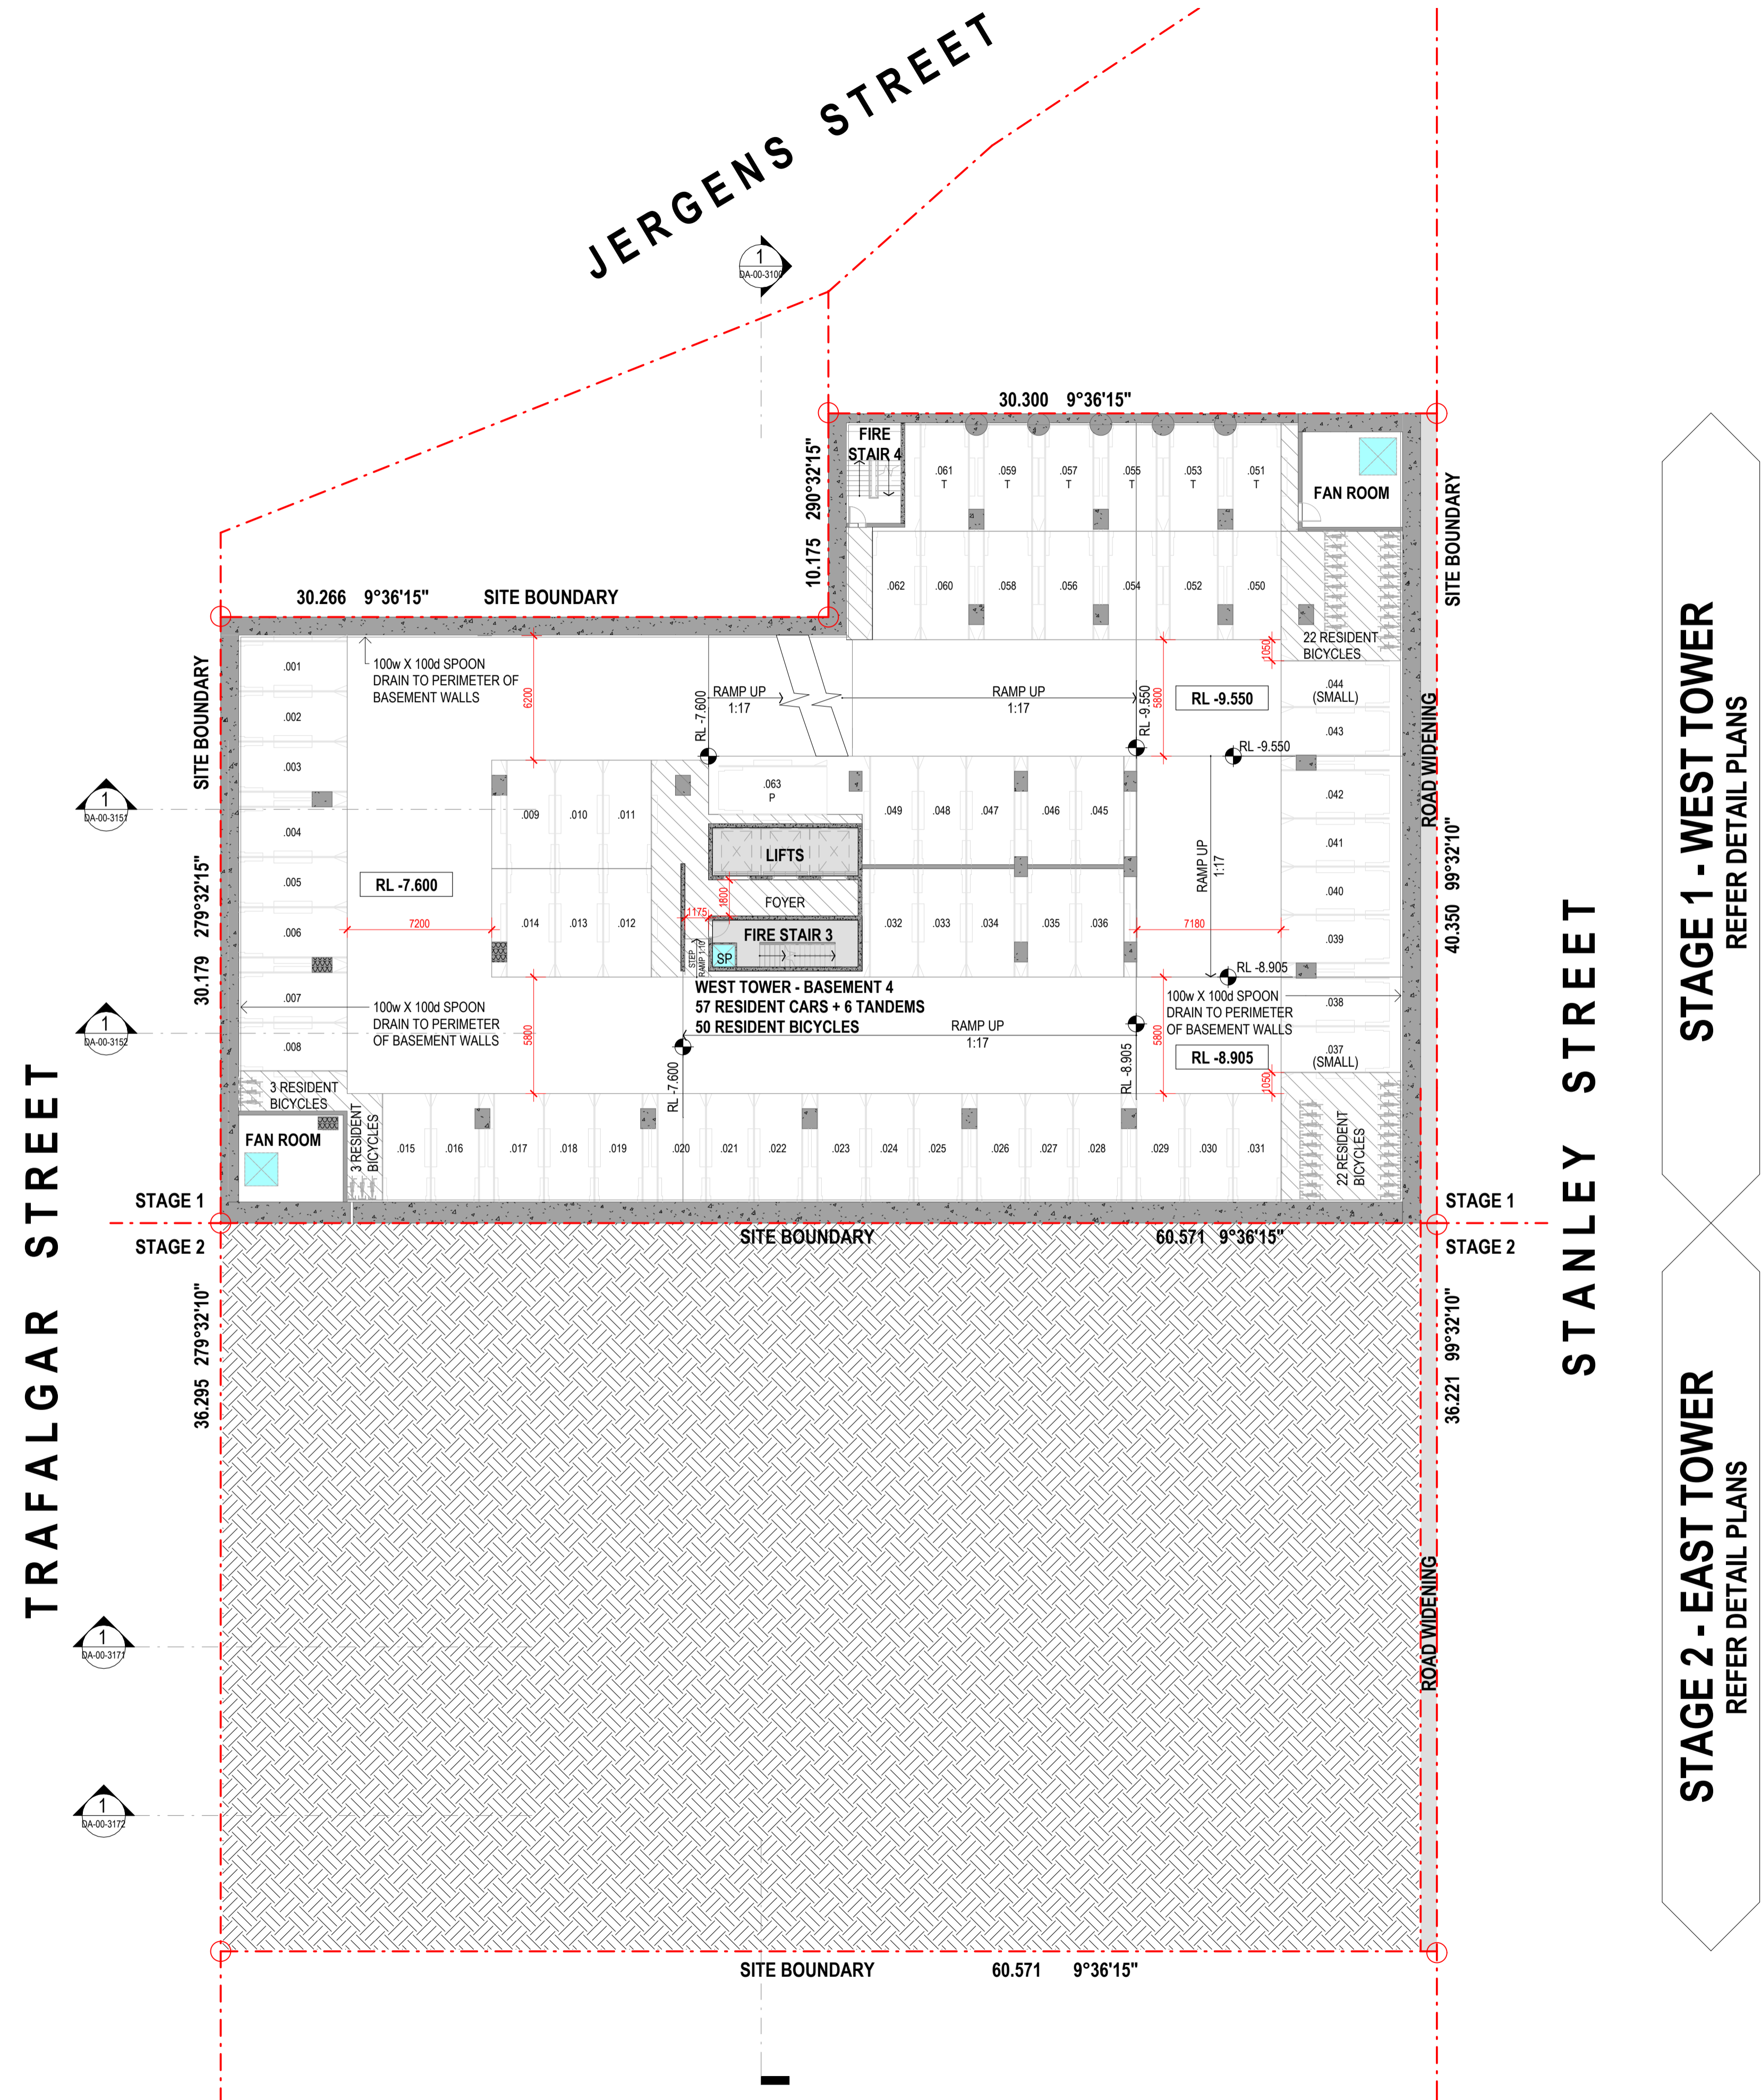 JERGENS STREET
1
DA-00-3100
30.300 9°36'15"
10.175 290°32'15"
FIRE
STAIR 4
.061
T
.059
T
.057
T
.055
T
.053
T
.051
T
FAN ROOM
SITE BOUNDARY
.062
.060
.058
.056
.054
.052
.050
22 RESIDENT
BICYCLES
30.266 9°36'15" SITE BOUNDARY
SITE BOUNDARY
.001
.002
.003
.004
.005
.006
.007
.008
100w X 100d SPOON
DRAIN TO PERIMETER OF
BASEMENT WALLS
6200
RL -7.600
RAMP UP
1:17
RAMP UP
1:17
RL -9.550
5800
RL -9.550
1050
.044
(SMALL)
.043
RL -9.550
ROAD WIDENING
.042
.041
.040
.039
.038
.037
(SMALL)
.063
P
.009
.010
.011
.049
.048
.047
.046
.045
LIFTS
RAMP UP
1:17
1
DA-00-3151
279°32'15"
30.179
RL -7.600
7200
FOYER
1800
1175
FIRE STAIR 3
SP
STEP
RAMP 1:10
.014
.013
.012
.032
.033
.034
.035
.036
7180
40.350 99°32'10"
RL -8.905
WEST TOWER - BASEMENT 4
57 RESIDENT CARS + 6 TANDEMS
50 RESIDENT BICYCLES
RAMP UP
1:17
100w X 100d SPOON
DRAIN TO PERIMETER
OF BASEMENT WALLS
100w X 100d SPOON
DRAIN TO PERIMETER
OF BASEMENT WALLS
1
DA-00-3152
5800
RL -7.600
RL -8.905
5800
RL -8.905
1050
3 RESIDENT
BICYCLES
FAN ROOM
3 RESIDENT
BICYCLES
.015
.016
.017
.018
.019
.020
.021
.022
.023
.024
.025
.026
.027
.028
.029
.030
.031
22 RESIDENT
BICYCLES
STAGE 1
STAGE 2
STAGE 1
STAGE 2
SITE BOUNDARY
60.571 9°36'15"
36.295 279°32'10"
36.221 99°32'10"
ROAD WIDENING
TRAFALGAR STREET
STANLEY STREET
STAGE 1 - WEST TOWER
REFER DETAIL PLANS
STAGE 2 - EAST TOWER
REFER DETAIL PLANS
1
DA-00-3171
1
DA-00-3172
SITE BOUNDARY
60.571 9°36'15"